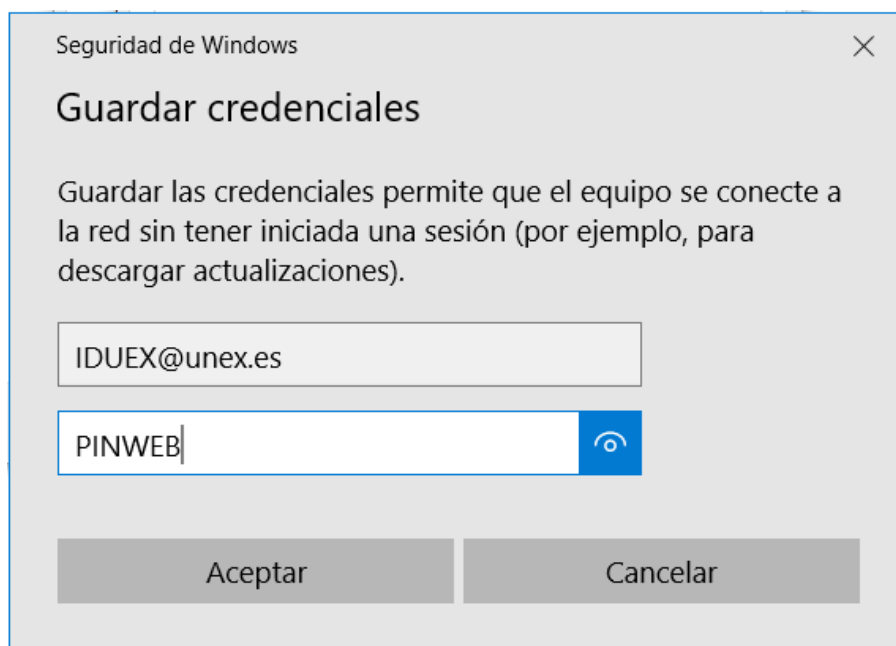 Seguridad de Windows
Guardar credenciales
Guardar las credenciales permite que el equipo se conecte a
la red sin tener iniciada una sesión (por ejemplo, para
descargar actualizaciones).
IDUEX@unex.es
PINWEB
Aceptar
Cancelar